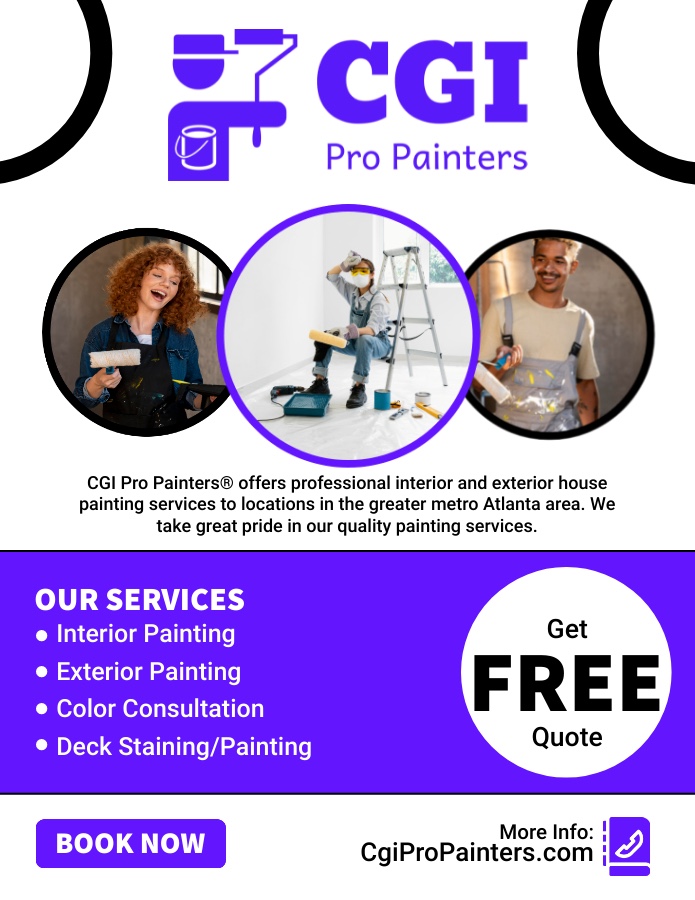 CGI
Pro Painters
CGI Pro Painters® offers professional interior and exterior house
painting services to locations in the greater metro Atlanta area. We
take great pride in our quality painting services.
OUR SERVICES
Interior Painting
Exterior Painting
Color Consultation
Deck Staining/Painting
Get
FREE
Quote
BOOK NOW
More Info:
CgiProPainters.com